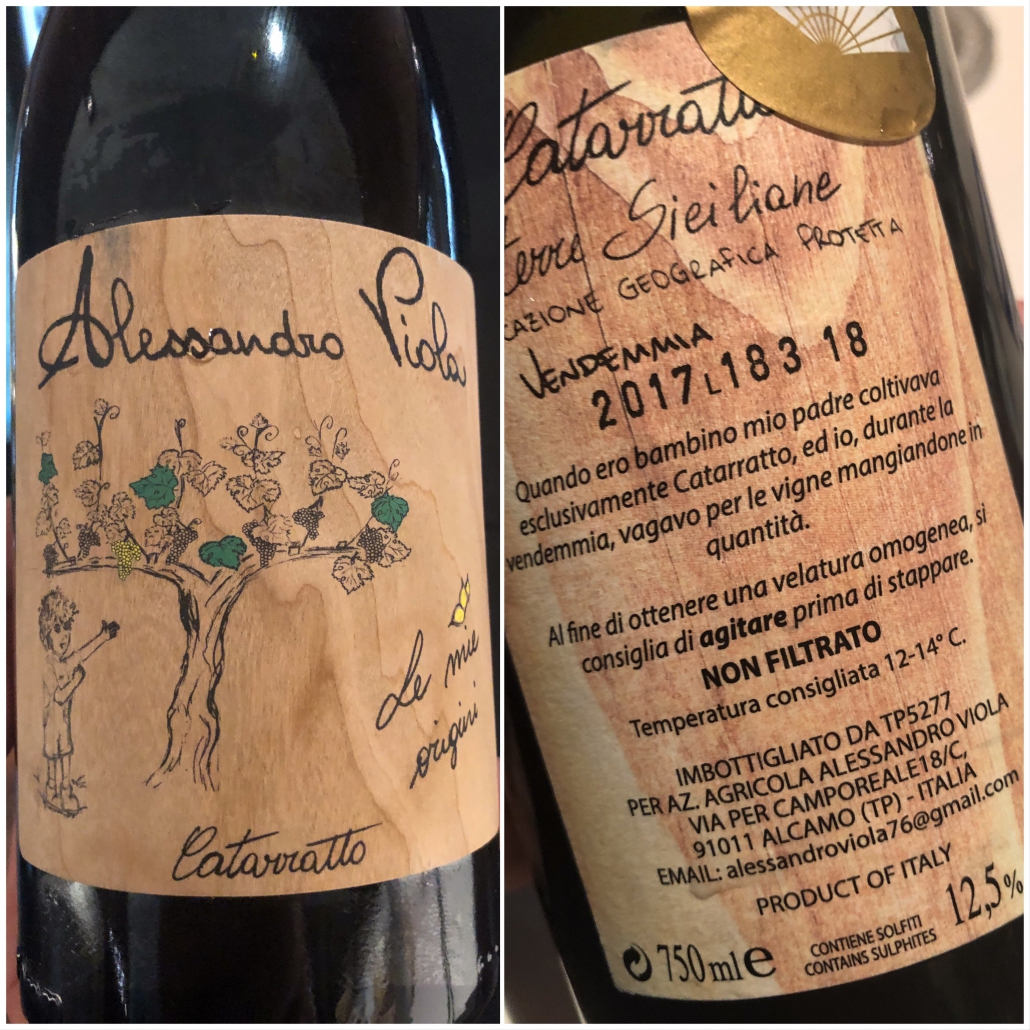 Alessandro Viola
Le mie
origini
Catarratto
Catarratto
Terre Siciliane
CAZIONE GEOGRAFICA PROTETTA
VENDEMMIA
2017 L 183 18
Quando ero bambino mio padre coltivava
esclusivamente Catarratto, ed io, durante la
vendemmia, vagavo per le vigne mangiandone in
quantità.
Al fine di ottenere una velatura omogenea, si
consiglia di agitare prima di stappare.
NON FILTRATO
Temperatura consigliata 12-14° C.
IMBOTTIGLIATO DA TP5277
PER AZ. AGRICOLA ALESSANDRO VIOLA
VIA PER CAMPOREALE18/C,
91011 ALCAMO (TP) - ITALIA
EMAIL: alessandroviola76@gmail.com
PRODUCT OF ITALY
750 ml e
CONTIENE SOLFITI
CONTAINS SULPHITES
12,5%